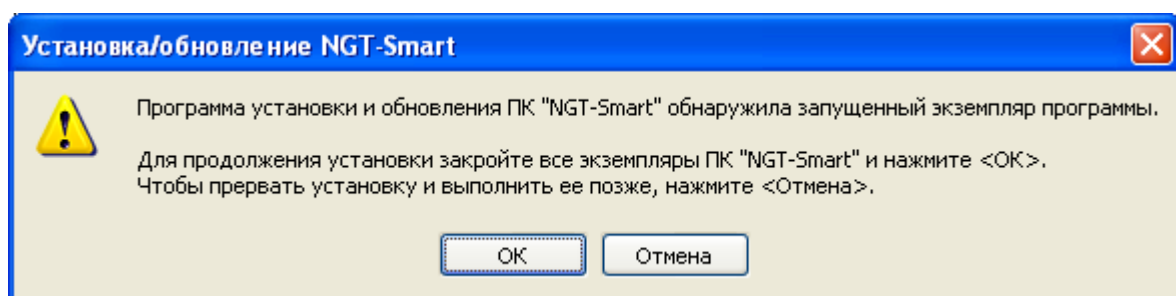 Установка/обновление NGT-Smart
Программа установки и обновления ПК "NGT-Smart" обнаружила запущенный экземпляр программы.
Для продолжения установки закройте все экземпляры ПК "NGT-Smart" и нажмите <ОК>.
Чтобы прервать установку и выполнить ее позже, нажмите <Отмена>.
ОК Отмена